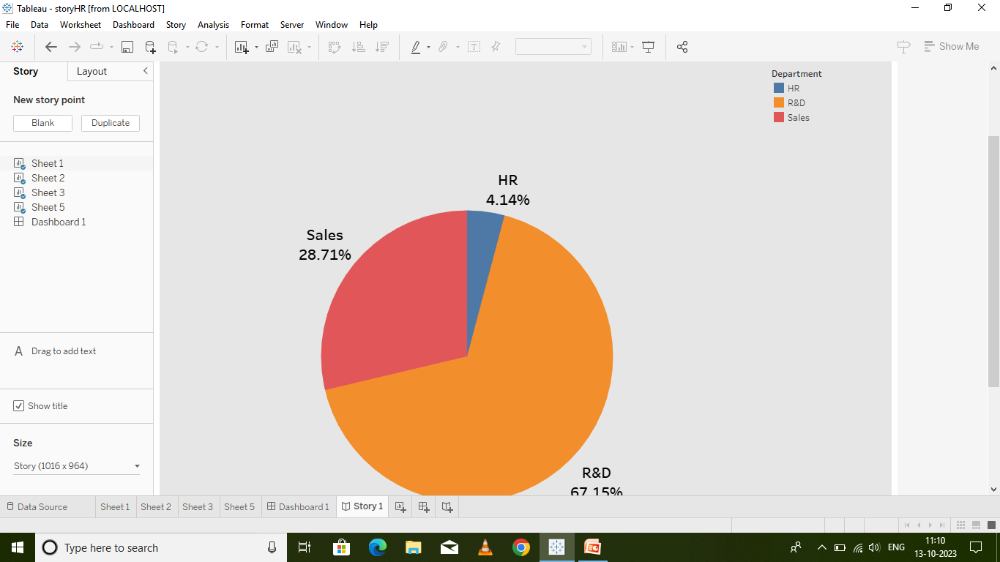 Tableau - storyHR [from LOCALHOST]
File Data Worksheet Dashboard Story Analysis Format Server Window Help
Show Me
Story Layout
New story point
Blank Duplicate
Sheet 1
Sheet 2
Sheet 3
Sheet 5
Dashboard 1
A Drag to add text
Show title
Size
Story (1016 x 964)
Department
HR
R&D
Sales
HR
4.14%
Sales
28.71%
R&D
67.15%
Data Source Sheet 1 Sheet 2 Sheet 3 Sheet 5 Dashboard 1 Story 1
Type here to search
ENG
11:10
13-10-2023